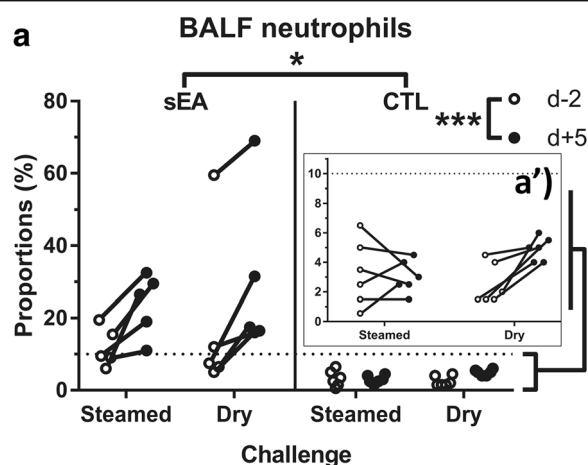 a
BALF neutrophils
*
sEA
CTL
d-2
***
d+5
Proportions (%)
80
60
40
20
0
a')
10
8
6
4
2
0
Steamed
Dry
Steamed
Dry
Steamed
Dry
Challenge